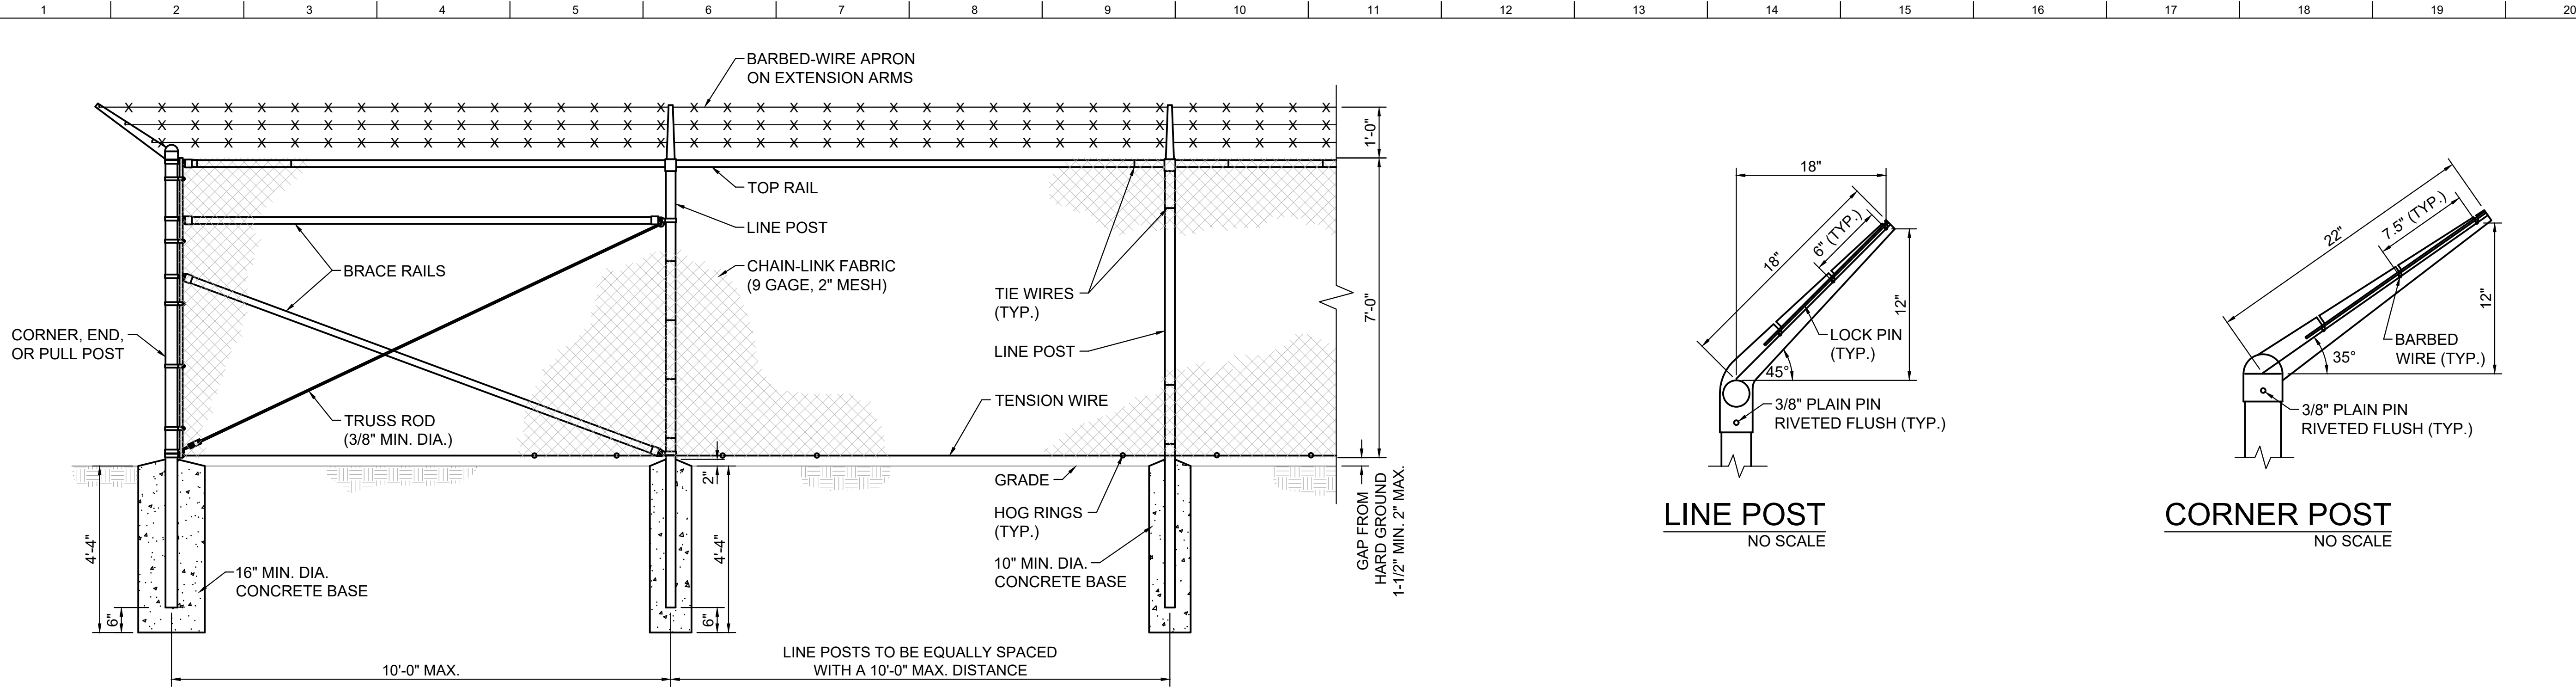 1 2 3 4 5 6 7 8 9 10 11 12 13 14 15 16 17 18 19 20
BARBED-WIRE APRON
ON EXTENSION ARMS
1'-0"
TOP RAIL
LINE POST
BRACE RAILS
CHAIN-LINK FABRIC
(9 GAGE, 2" MESH)
TIE WIRES
(TYP.)
7'-0"
CORNER, END,
OR PULL POST
LINE POST
TRUSS ROD
(3/8" MIN. DIA.)
TENSION WIRE
2"
GRADE
HOG RINGS
(TYP.)
GAP FROM
HARD GROUND
1-1/2" MIN. 2" MAX.
4'-4"
4'-4"
16" MIN. DIA.
CONCRETE BASE
10" MIN. DIA.
CONCRETE BASE
6"
6"
10'-0" MAX.
LINE POSTS TO BE EQUALLY SPACED
WITH A 10'-0" MAX. DISTANCE
18"
18"
6" (TYP.)
12"
LOCK PIN
(TYP.)
45°
3/8" PLAIN PIN
RIVETED FLUSH (TYP.)
LINE POST
NO SCALE
22"
7.5" (TYP.)
12"
BARBED
WIRE (TYP.)
35°
3/8" PLAIN PIN
RIVETED FLUSH (TYP.)
CORNER POST
NO SCALE